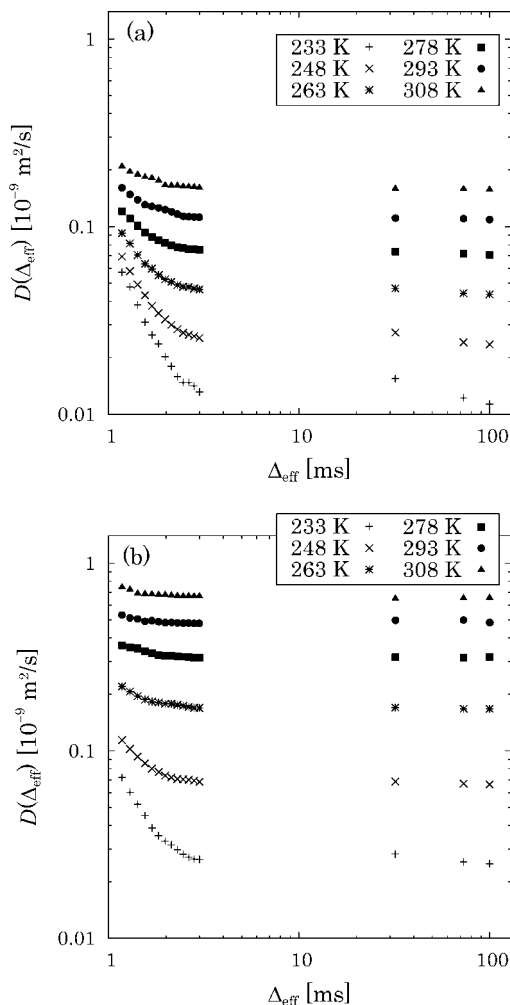 (a)
233 K + 278 K ■
248 K × 293 K ●
263 K ∗ 308 K ▲
1
0.1
0.01
D(Δeff) [10⁻⁹ m²/s]
1 10 100
Δeff [ms]
(b)
233 K + 278 K ■
248 K × 293 K ●
263 K ∗ 308 K ▲
1
0.1
0.01
D(Δeff) [10⁻⁹ m²/s]
1 10 100
Δeff [ms]